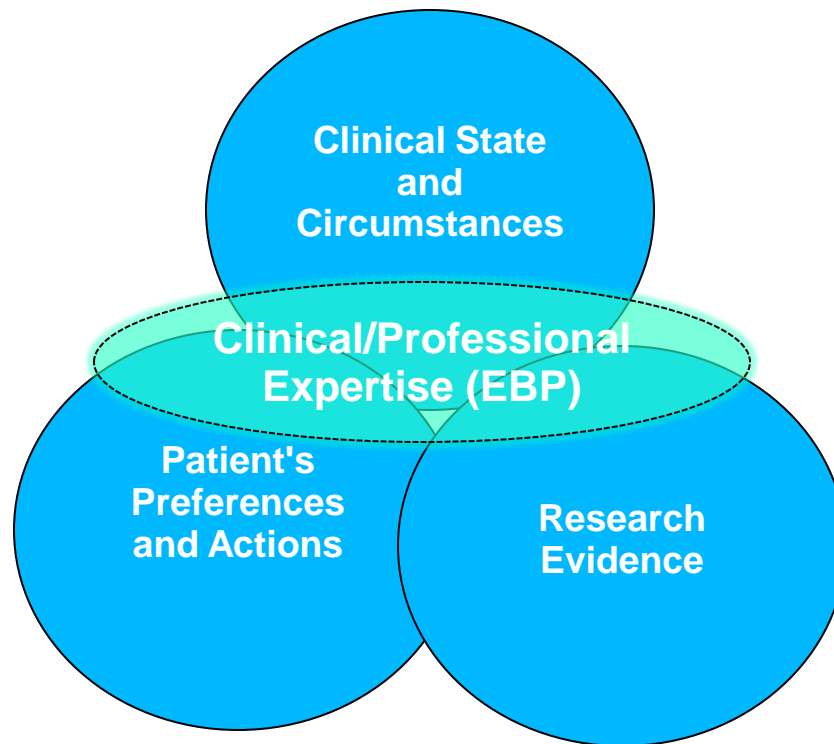 Clinical State
and
Circumstances
Clinical/Professional
Expertise (EBP)
Patient's
Preferences
and Actions
Research
Evidence